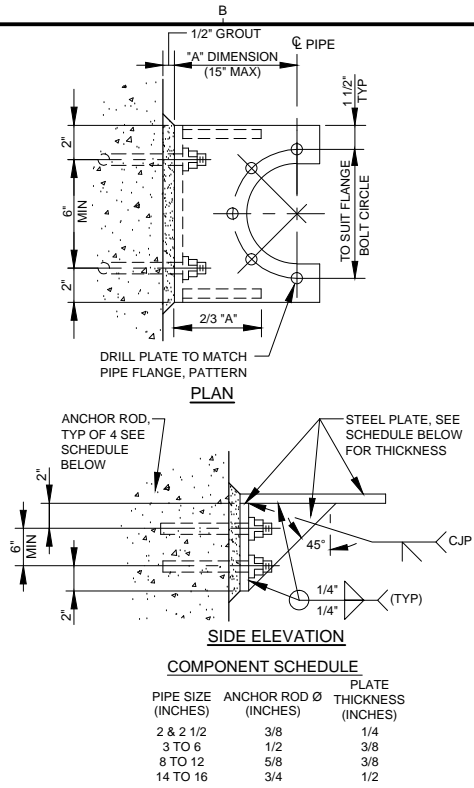 B
1/2" GROUT
"A" DIMENSION
(15" MAX)
℄ PIPE
1 1/2"
TYP
2"
6"
MIN
2"
TO SUIT FLANGE
BOLT CIRCLE
2/3 "A"
DRILL PLATE TO MATCH
PIPE FLANGE, PATTERN
PLAN
ANCHOR ROD,
TYP OF 4 SEE
SCHEDULE
BELOW
STEEL PLATE, SEE
SCHEDULE BELOW
FOR THICKNESS
2"
6"
MIN
2"
45°
CJP
1/4"
1/4"
(TYP)
SIDE ELEVATION
COMPONENT SCHEDULE
PIPE SIZE
(INCHES)
ANCHOR ROD Ø
(INCHES)
PLATE
THICKNESS
(INCHES)
2 & 2 1/2 3/8 1/4
3 TO 6 1/2 3/8
8 TO 12 5/8 3/8
14 TO 16 3/4 1/2